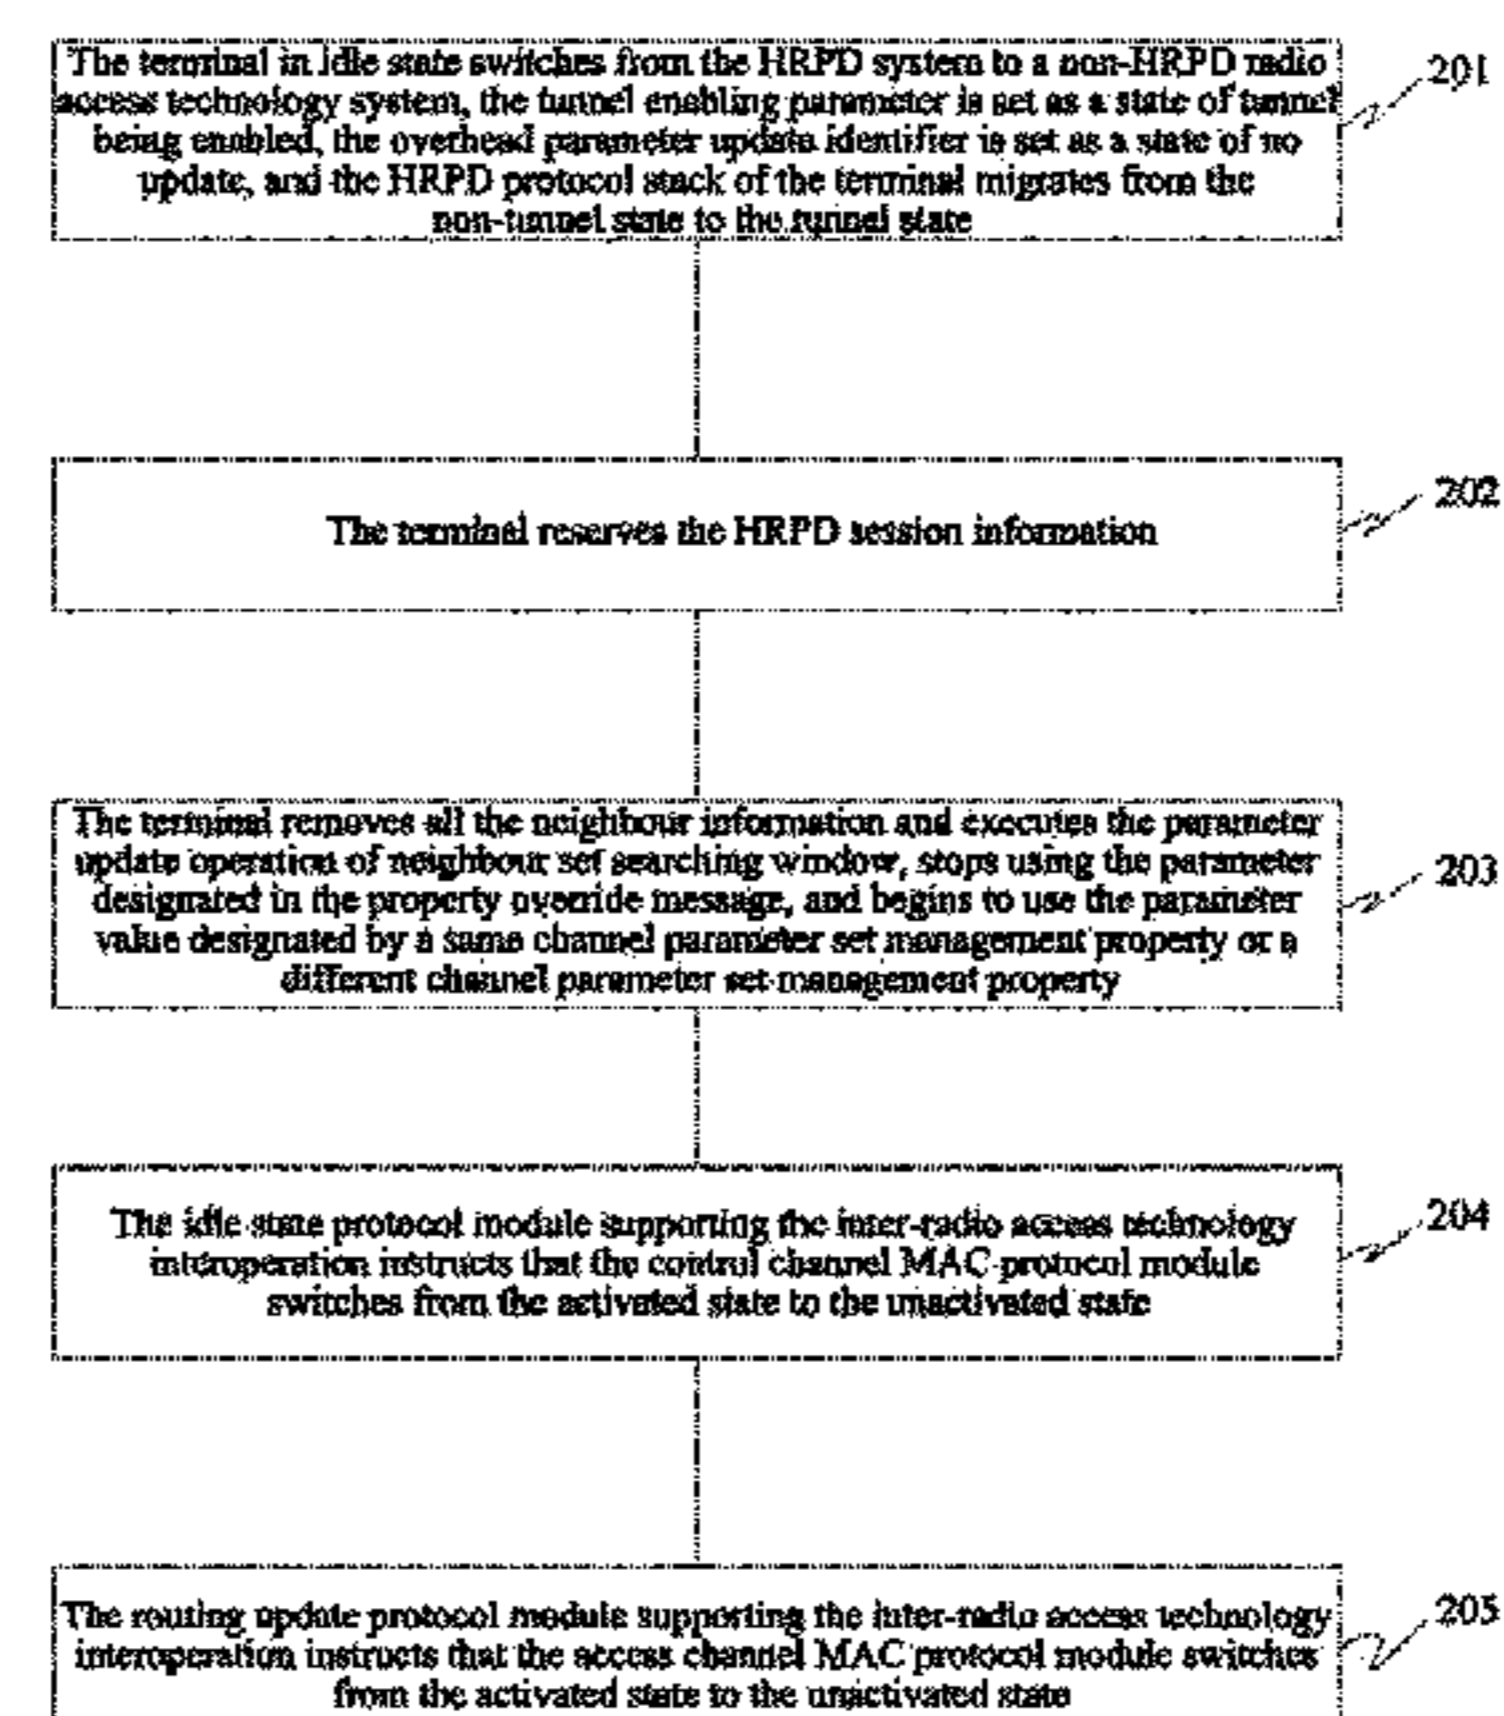 The terminal in idle state switches from the HRPD system to a non-HRPD radio
access technology system, the tunnel enabling parameter is set as a state of tunnel
being enabled, the overhead parameter update identifier is set as a state of no
update, and the HRPD protocol stack of the terminal migrates from the
non-tunnel state to the tunnel state
201
The terminal reserves the HRPD session information
202
The terminal removes all the neighbour information and executes the parameter
update operation of neighbour set searching window, stops using the parameter
designated in the property override message, and begins to use the parameter
value designated by a same channel parameter set management property or a
different channel parameter set management property
203
The idle state protocol module supporting the inter-radio access technology
interoperation instructs that the control channel MAC protocol module
switches from the activated state to the unactivated state
204
The routing update protocol module supporting the inter-radio access technology
interoperation instructs that the access channel MAC protocol module switches
from the activated state to the unactivated state
205